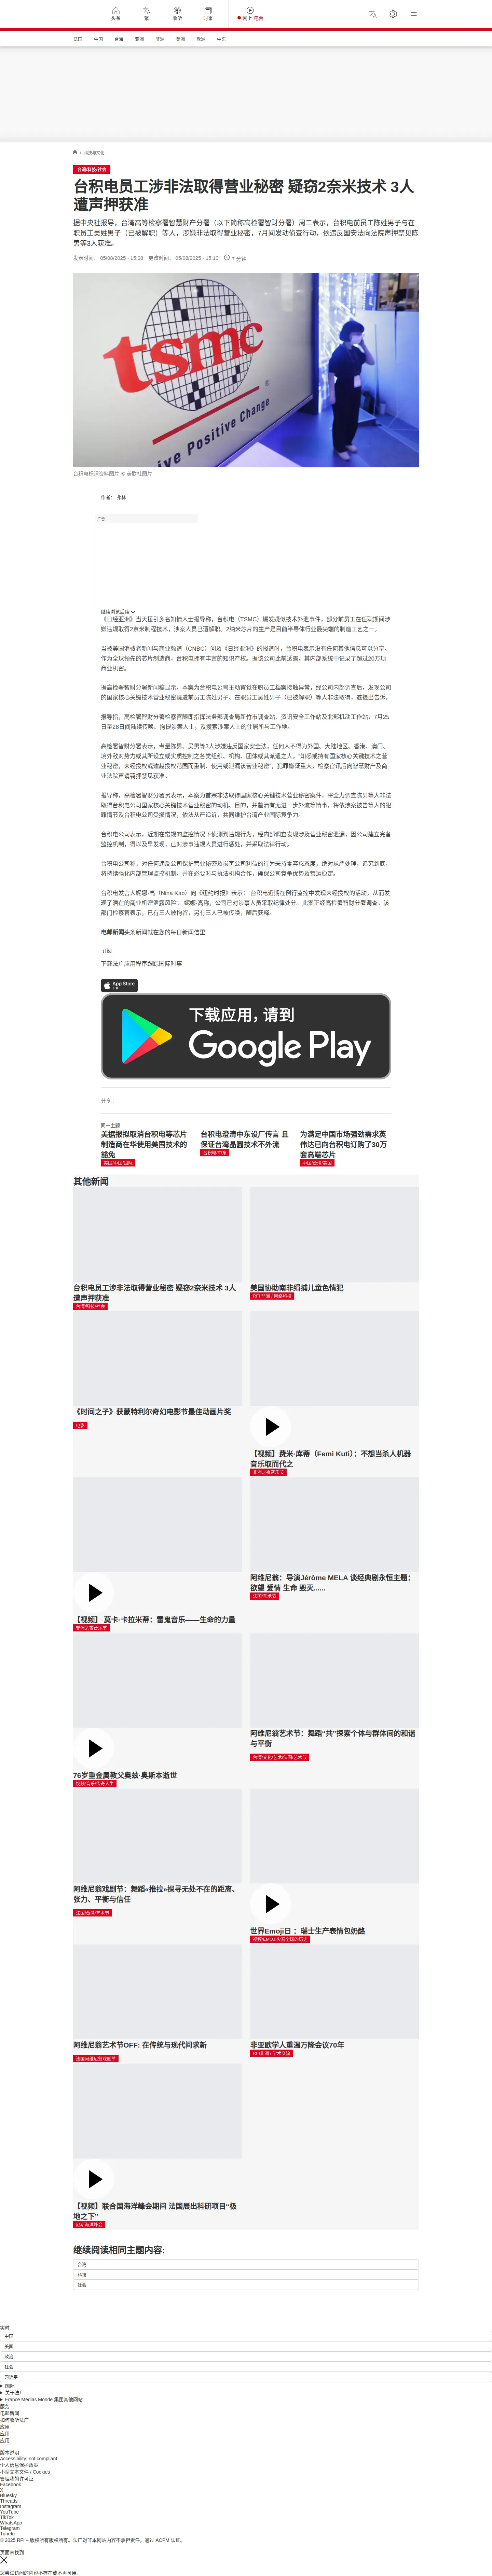 头条
繁
收听
时事
网上 电台
法国
中国
台海
亚洲
非洲
美洲
欧洲
中东
/ 科技与文化
台湾/科技/社会
台积电员工涉非法取得营业秘密 疑窃2奈米技术 3人
遭声押获准
据中央社报导，台湾高等检察署智慧财产分署（以下简称高检署智财分署）周二表示，台积电前员工陈姓男子与在
职员工吴姓男子（已被解职）等人，涉嫌非法取得营业秘密，7月间发动侦查行动，依违反国安法向法院声押禁见陈
男等3人获准。
发表时间： 05/08/2025 - 15:08 更改时间： 05/08/2025 - 15:10 7 分钟
tsmc
ive Positive Change
台积电标识资料图片 © 美联社图片
作者： 弗林
广告
继续浏览后续
《日经亚洲》当天援引多名知情人士报导称，台积电（TSMC）爆发疑似技术外泄事件，部分前员工在任职期间涉
嫌违规取得2奈米制程技术，涉案人员已遭解职。2纳米芯片的生产是目前半导体行业最尖端的制造工艺之一。
当被美国消费者新闻与商业频道（CNBC）问及《日经亚洲》的报道时，台积电表示没有任何其他信息可以分享。
作为全球领先的芯片制造商，台积电拥有丰富的知识产权。据该公司此前透露，其内部系统中记录了超过20万项
商业机密。
据高检署智财分署新闻稿显示，本案为台积电公司主动察觉在职员工档案接触异常，经公司内部调查后，发现公司
的国家核心关键技术营业秘密疑遭前员工陈姓男子、在职员工吴姓男子（已被解职）等人非法取得，遂提出告诉。
报导指，高检署智财分署检察官随即指挥法务部调查局新竹市调查站、资讯安全工作站及北部机动工作站，7月25
日至28日间陆续传唤、拘提涉案人士，及搜索涉案人士的住居所与工作地。
高检署智财分署表示，考量陈男、吴男等3人涉嫌违反国家安全法，任何人不得为外国、大陆地区、香港、澳门、
境外敌对势力或其所设立或实质控制之各类组织、机构、团体或其派遣之人，“知悉或持有国家核心关键技术之营
业秘密，未经授权或逾越授权范围而重制、使用或泄漏该营业秘密”，犯罪嫌疑重大，检察官讯后向智慧财产及商
业法院声请羁押禁见获准。
报导称，高检署智财分署另表示，本案为首宗非法取得国家核心关键技术营业秘密案件，将全力调查陈男等人非法
取得台积电公司国家核心关键技术营业秘密的动机、目的，并釐清有无进一步外流等情事，将依涉案被告等人的犯
罪情节及台积电公司受损情况，依法从严追诉，共同维护台湾产业国际竞争力。
台积电公司表示，近期在常规的监控情况下侦测到违规行为，经内部调查发现涉及营业秘密泄漏，因公司建立完备
监控机制，得以及早发现，已对涉事违规人员进行惩处，并采取法律行动。
台积电公司称，对任何违反公司保护营业秘密及损害公司利益的行为秉持零容忍态度，绝对从严处理，追究到底，
将持续强化内部管理监控机制，并在必要时与执法机构合作，确保公司竞争优势及营运稳定。
台积电发言人妮娜·高（Nina Kao）向《纽约时报》表示：“台积电近期在例行监控中发现未经授权的活动，从而发
现了潜在的商业机密泄露风险”。妮娜·高称，公司已对涉事人员采取纪律处分。此案正经高检署智财分署调查。该
部门检察官表示，已有三人被拘留，另有三人已被传唤，随后获释。
电邮新闻头条新闻就在您的每日新闻信里
订阅
下载法广应用程序跟踪国际时事
App Store
下载
下载应用，请到
Google Play
分享 ·
同一主题
美据报拟取消台积电等芯片
制造商在华使用美国技术的
豁免
美国/中国/国际
台积电澄清中东设厂传言 且
保证台湾晶圆技术不外流
台积电/中东
为满足中国市场强劲需求英
伟达已向台积电订购了30万
套高端芯片
中国/台湾/美国
其他新闻
台积电员工涉非法取得营业秘密 疑窃2奈米技术 3人
遭声押获准
台湾/科技/社会
美国协助南非缉捕儿童色情犯
RFI 亚洲 / 网络科技
《时间之子》获蒙特利尔奇幻电影节最佳动画片奖
电影
【视频】费米·库蒂（Femi Kuti）：不想当杀人机器
音乐取而代之
非洲之夜音乐节
【视频】 莫卡·卡拉米蒂：雷鬼音乐——生命的力量
非洲之夜音乐节
阿维尼翁：导演Jérôme MELA 谈经典剧永恒主题：
欲望 爱情 生命 毁灭……
法国/艺术节
76岁重金属教父奥兹·奥斯本逝世
视频/音乐/传奇人生
阿维尼翁艺术节：舞蹈“共”探索个体与群体间的和谐
与平衡
台湾/文化/艺术/法国/艺术节
阿维尼翁戏剧节：舞蹈«推拉»探寻无处不在的距离、
张力、平衡与信任
法国/台湾/艺术节
世界Emoji日 ：瑞士生产表情包奶酪
视频/EMOJI火遍全球的历史
阿维尼翁艺术节OFF: 在传统与现代间求新
法国阿维尼翁戏剧节
非亚欧学人重温万隆会议70年
RFI非洲 / 学术交流
【视频】联合国海洋峰会期间 法国展出科研项目“极
地之下”
尼斯海洋峰会
继续阅读相同主题内容:
台湾
科技
社会
实时
中国
美国
政治
社会
习近平
国际
关于法广
France Médias Monde 集团其他网站
服务
电邮新闻
如何收听法广
应用
应用
应用
版本说明
Accessibility: not compliant
个人信息保护政策
小型文本文件 / Cookies
管理我的许可证
Facebook
X
Bluesky
Threads
Instagram
YouTube
TikTok
WhatsApp
Telegram
TuneIn
© 2025 RFI – 版权所有版权所有。法广对非本网站内容不承担责任。通过 ACPM 认证。
页面未找到
您尝试访问的内容不存在或不再可用。